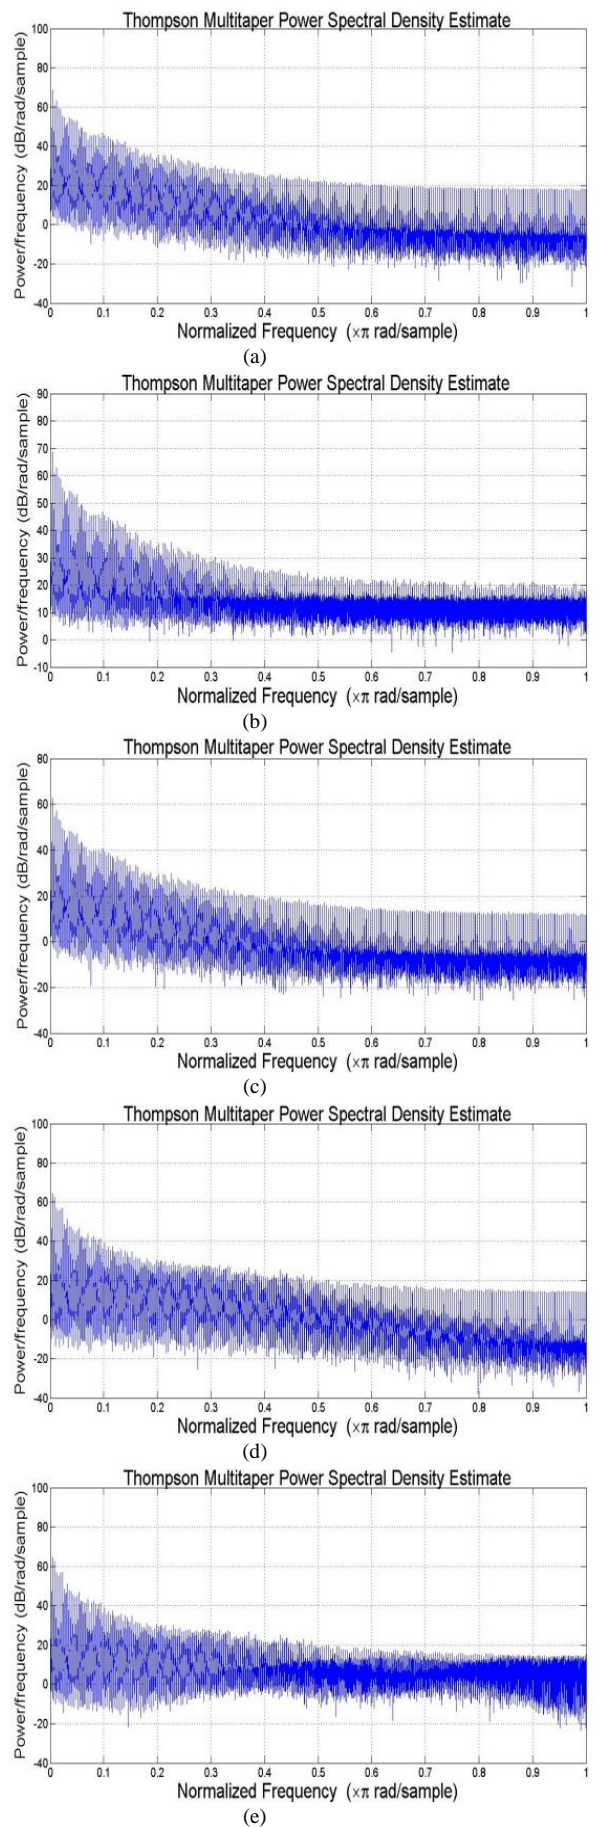 Thompson Multitaper Power Spectral Density Estimate
Power/frequency (dB/rad/sample)
100
80
60
40
20
0
-20
-40
0 0.1 0.2 0.3 0.4 0.5 0.6 0.7 0.8 0.9 1
Normalized Frequency (×π rad/sample)
(a)
Thompson Multitaper Power Spectral Density Estimate
Power/frequency (dB/rad/sample)
90
80
70
60
50
40
30
20
10
0
-10
0 0.1 0.2 0.3 0.4 0.5 0.6 0.7 0.8 0.9 1
Normalized Frequency (×π rad/sample)
(b)
Thompson Multitaper Power Spectral Density Estimate
Power/frequency (dB/rad/sample)
80
60
40
20
0
-20
-40
0 0.1 0.2 0.3 0.4 0.5 0.6 0.7 0.8 0.9 1
Normalized Frequency (×π rad/sample)
(c)
Thompson Multitaper Power Spectral Density Estimate
Power/frequency (dB/rad/sample)
100
80
60
40
20
0
-20
-40
0 0.1 0.2 0.3 0.4 0.5 0.6 0.7 0.8 0.9 1
Normalized Frequency (×π rad/sample)
(d)
Thompson Multitaper Power Spectral Density Estimate
Power/frequency (dB/rad/sample)
100
80
60
40
20
0
-20
-40
0 0.1 0.2 0.3 0.4 0.5 0.6 0.7 0.8 0.9 1
Normalized Frequency (×π rad/sample)
(e)